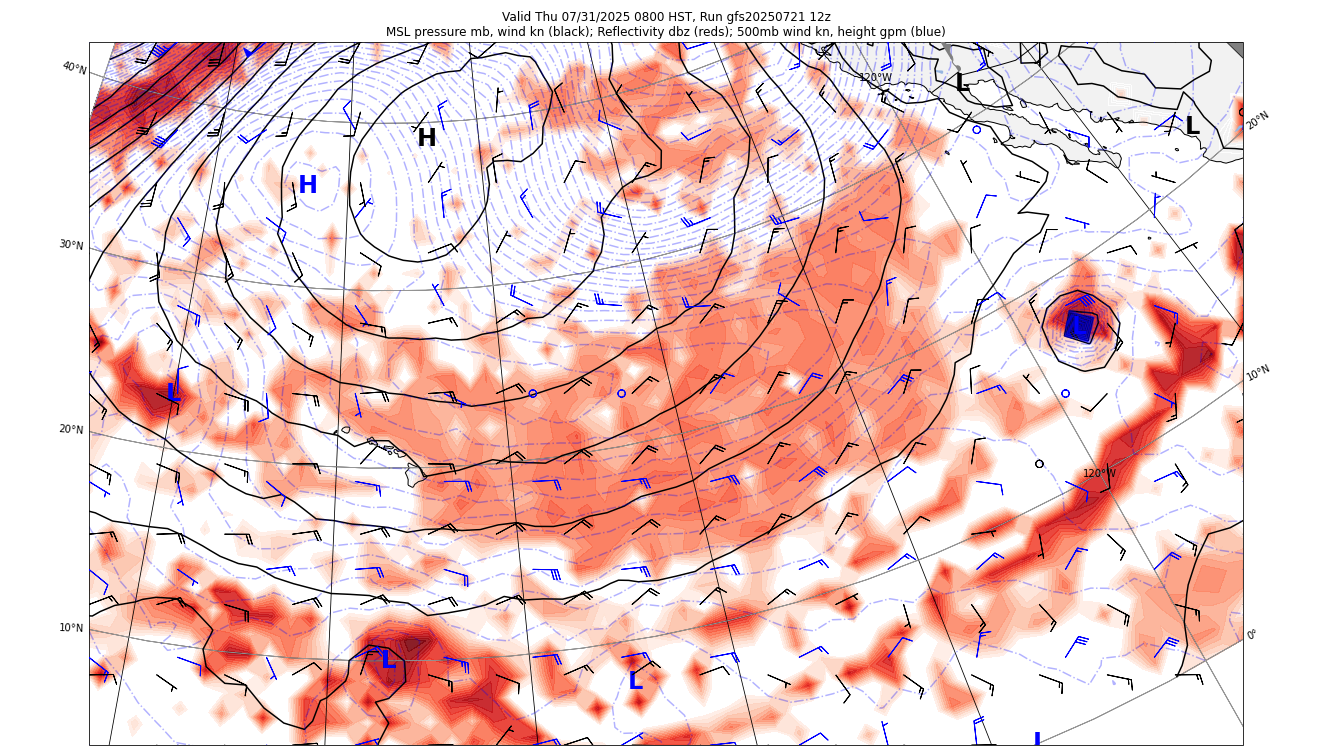 Valid Thu 07/31/2025 0800 HST, Run gfs20250721 12z
MSL pressure mb, wind kn (black); Reflectivity dbz (reds); 500mb wind kn, height gpm (blue)
40°N
120°W
L
20°N
L
H
H
30°N
L
10°N
L
20°N
120°W
10°N
0°
L
L
L